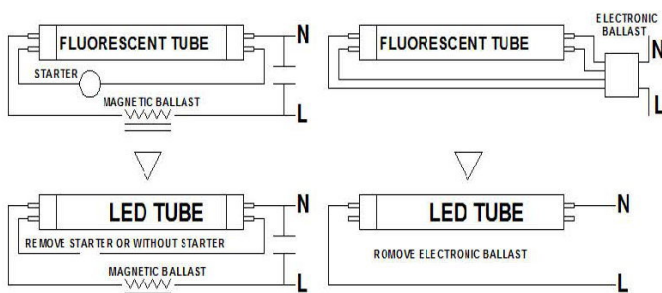 FLUORESCENT TUBE
N
STARTER
MAGNETIC BALLAST
L
ELECTRONIC
BALLAST
FLUORESCENT TUBE
N
L
LED TUBE
N
REMOVE STARTER OR WITHOUT STARTER
MAGNETIC BALLAST
L
LED TUBE
N
ROMOVE ELECTRONIC BALLAST
L